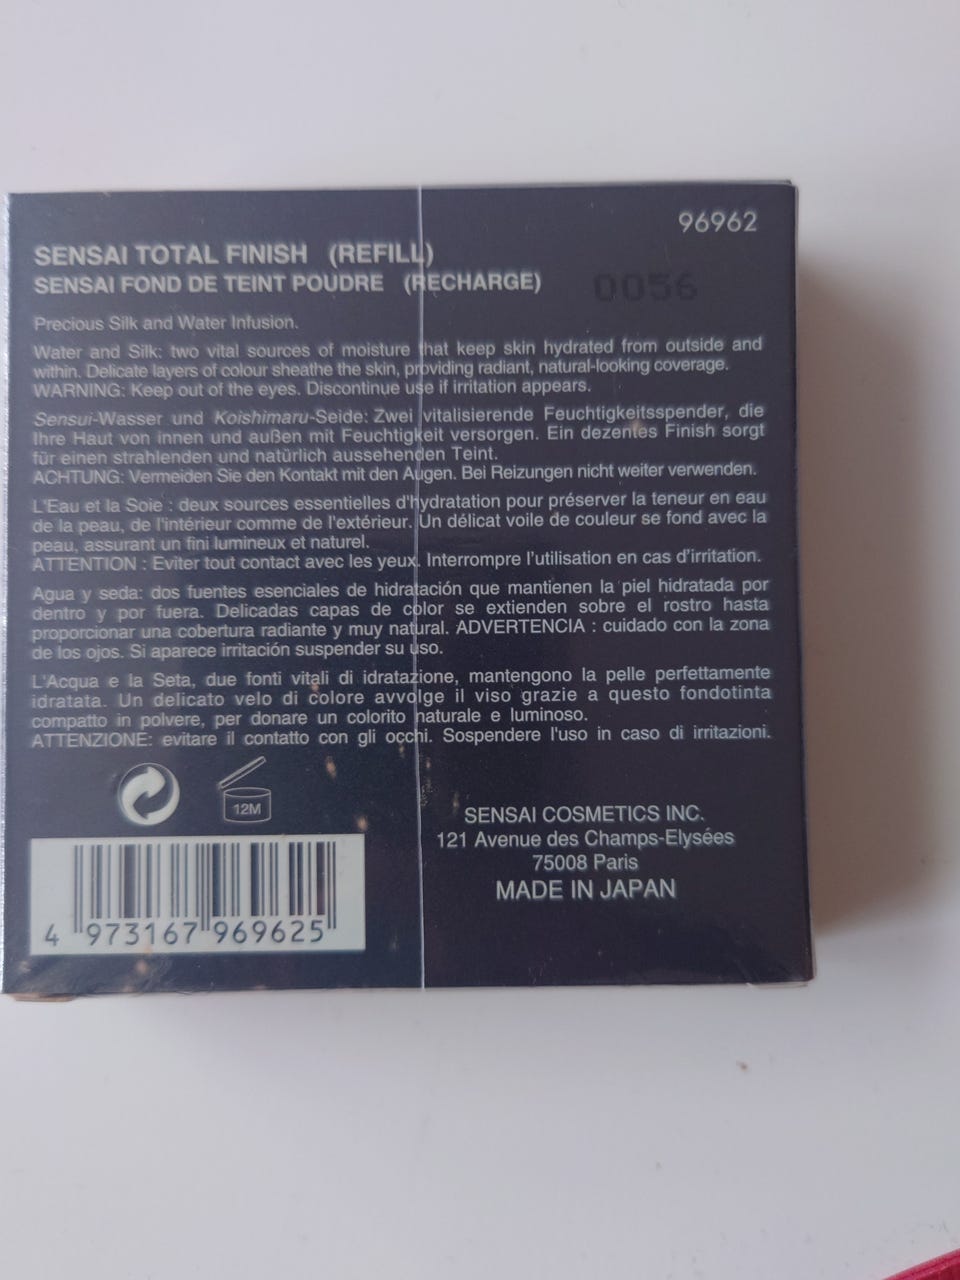 96962
SENSAI TOTAL FINISH (REFILL)
SENSAI FOND DE TEINT POUDRE (RECHARGE)
0056
Precious Silk and Water Infusion.
Water and Silk: two vital sources of moisture that keep skin hydrated from outside and
within. Delicate layers of colour sheathe the skin, providing radiant, natural-looking coverage.
WARNING: Keep out of the eyes. Discontinue use if irritation appears.
Sensui-Wasser und Koishimaru-Seide: Zwei vitalisierende Feuchtigkeitsspender, die
Ihre Haut von innen und außen mit Feuchtigkeit versorgen. Ein dezentes Finish sorgt
für einen strahlenden und natürlich aussehenden Teint.
ACHTUNG: Vermeiden Sie den Kontakt mit den Augen. Bei Reizungen nicht weiter verwenden.
L'Eau et la Soie : deux sources essentielles d'hydratation pour préserver la teneur en eau
de la peau, de l'intérieur comme de l'extérieur. Un délicat voile de couleur se fond avec la
peau, assurant un fini lumineux et naturel.
ATTENTION : Eviter tout contact avec les yeux. Interrompre l'utilisation en cas d'irritation.
Agua y seda: dos fuentes esenciales de hidratación que mantienen la piel hidratada por
dentro y por fuera. Delicadas capas de color se extienden sobre el rostro hasta
proporcionar una cobertura radiante y muy natural. ADVERTENCIA : cuidado con la zona
de los ojos. Si aparece irritación suspender su uso.
L'Acqua e la Seta, due fonti vitali di idratazione, mantengono la pelle perfettamente
idratata. Un delicato velo di colore avvolge il viso grazie a questo fondotinta
compatto in polvere, per donare un colorito naturale e luminoso.
ATTENZIONE: evitare il contatto con gli occhi. Sospendere l'uso in caso di irritazioni.
12M
SENSAI COSMETICS INC.
121 Avenue des Champs-Elysées
75008 Paris
MADE IN JAPAN
4 973167 969625